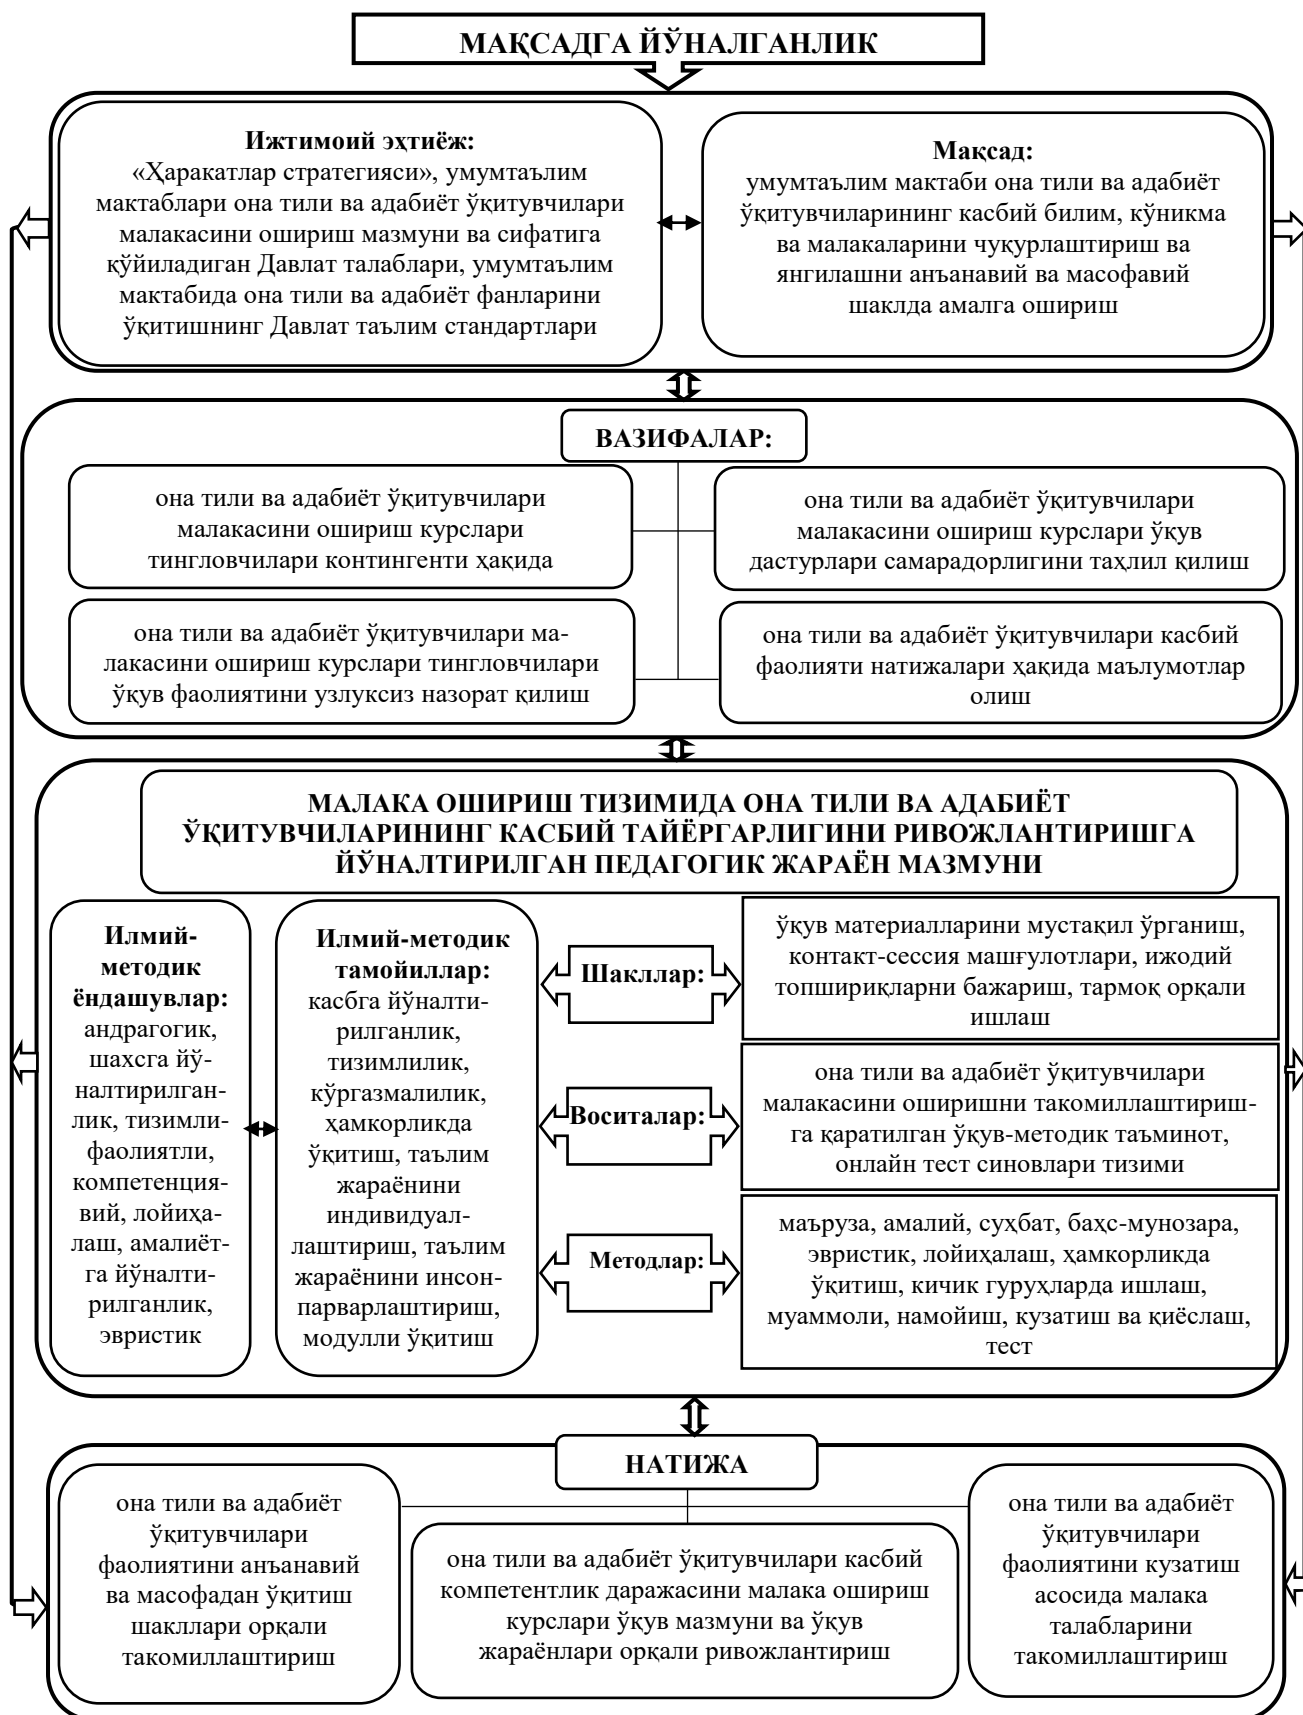 МАҚСАДГА ЙЎНАЛГАНЛИК
Ижтимоий эҳтиёж:
«Ҳаракатлар стратегияси», умумтаълим
мактаблари она тили ва адабиёт ўқитувчилари
малакасини ошириш мазмуни ва сифатига
қўйиладиган Давлат талаблари, умумтаълим
мактабида она тили ва адабиёт фанларини
ўқитишнинг Давлат таълим стандартлари
Мақсад:
умумтаълим мактаби она тили ва адабиёт
ўқитувчиларининг касбий билим, кўникма
ва малакаларини чуқурлаштириш ва
янгилашни анъанавий ва масофавий
шаклда амалга ошириш
ВАЗИФАЛАР:
она тили ва адабиёт ўқитувчилари
малакасини ошириш курслари
тингловчилари контингенти ҳақида
она тили ва адабиёт ўқитувчилари
малакасини ошириш курслари ўқув
дастурлари самарадорлигини таҳлил қилиш
она тили ва адабиёт ўқитувчилари ма-
лакасини ошириш курслари тингловчилари
ўқув фаолиятини узлуксиз назорат қилиш
она тили ва адабиёт ўқитувчилари касбий
фаолияти натижалари ҳақида маълумотлар
олиш
МАЛАКА ОШИРИШ ТИЗИМИДА ОНА ТИЛИ ВА АДАБИЁТ
ЎҚИТУВЧИЛАРИНИНГ КАСБИЙ ТАЙЁРГАРЛИГИНИ РИВОЖЛАНТИРИШГА
ЙЎНАЛТИРИЛГАН ПЕДАГОГИК ЖАРАЁН МАЗМУНИ
Илмий-
методик
ёндашувлар:
андрагогик,
шахсга йў-
налтирилган-
лик, тизимли-
фаолиятли,
компетенция-
вий, лойиҳа-
лаш, амалиёт-
га йўналти-
рилганлик,
эвристик
Илмий-методик
тамойиллар:
касбга йўналти-
рилганлик,
тизимлилик,
кўргазмалилик,
ҳамкорликда
ўқитиш, таълим
жараёнини
индивидуал-
лаштириш, таълим
жараёнини инсон-
парварлаштириш,
модулли ўқитиш
Шакллар:
ўқув материалларини мустақил ўрганиш,
контакт-сессия машғулотлари, ижодий
топшириқларни бажариш, тармоқ орқали
ишлаш
Воситалар:
она тили ва адабиёт ўқитувчилари
малакасини оширишни такомиллаштириш-
га қаратилган ўқув-методик таъминот,
онлайн тест синовлари тизими
Методлар:
маъруза, амалий, суҳбат, баҳс-мунозара,
эвристик, лойиҳалаш, ҳамкорликда
ўқитиш, кичик гуруҳларда ишлаш,
муаммоли, намойиш, кузатиш ва қиёслаш,
тест
НАТИЖА
она тили ва адабиёт
ўқитувчилари
фаолиятини анъанавий
ва масофадан ўқитиш
шакллари орқали
такомиллаштириш
она тили ва адабиёт ўқитувчилари касбий
компетентлик даражасини малака ошириш
курслари ўқув мазмуни ва ўқув
жараёнлари орқали ривожлантириш
она тили ва адабиёт
ўқитувчилари
фаолиятини кузатиш
асосида малака
талабларини
такомиллаштириш